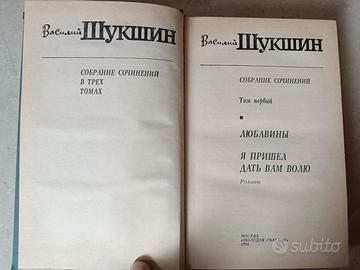 Василий Шукшин
СОБРАНИЕ СОЧИНЕНИЙ
В ТРЕХ
ТОМАХ
Василий Шукшин
СОБРАНИЕ СОЧИНЕНИЙ
Том первый
ЛЮБАВИНЫ
Я ПРИШЕЛ
ДАТЬ ВАМ ВОЛЮ
Романы
МОСКВА
«МОЛОДАЯ ГВАРДИЯ»
1984
subito